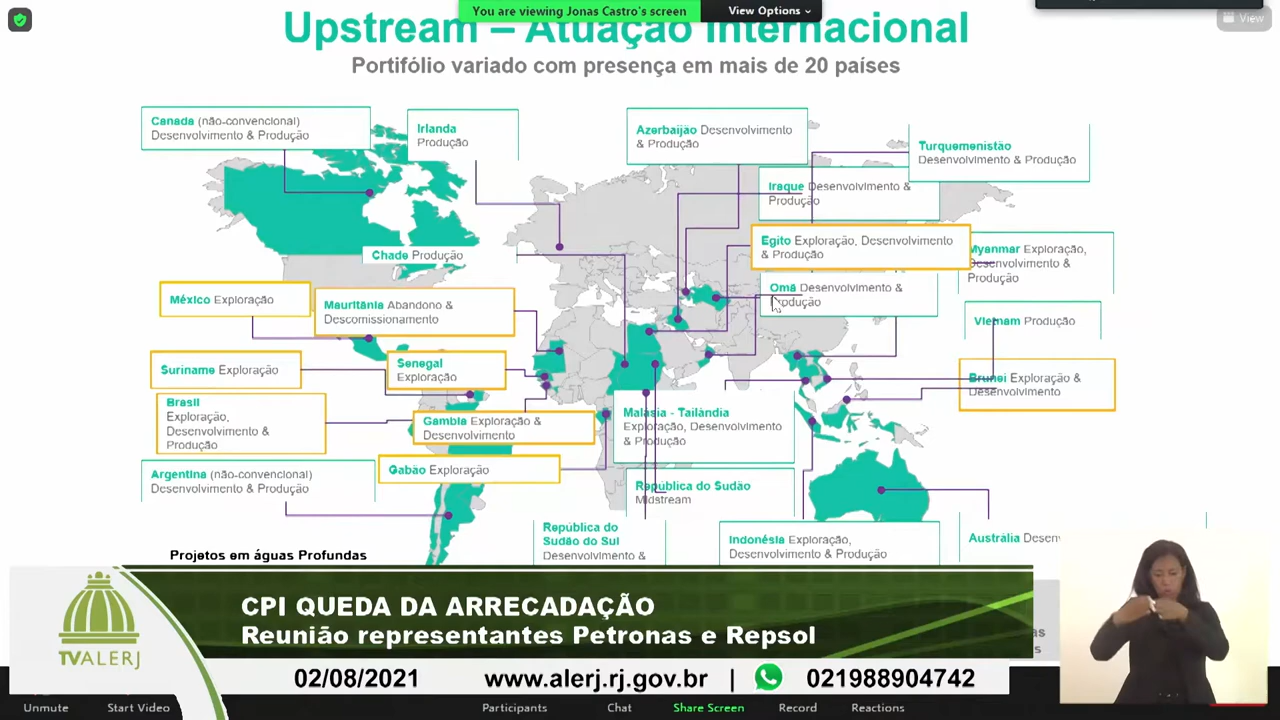 You are viewing Jonas Castro's screen
View Options
View
Upstream – Atuação Internacional
Portifólio variado com presença em mais de 20 países
Canadá (não-convencional)
Desenvolvimento & Produção
Irlanda
Produção
Azerbaijão Desenvolvimento
& Produção
Turquemenistão
Desenvolvimento & Produção
Iraque Desenvolvimento &
Produção
Egito Exploração, Desenvolvimento
& Produção
Myanmar Exploração,
Desenvolvimento &
Produção
Chade Produção
Omã Desenvolvimento &
Produção
México Exploração
Mauritânia Abandono &
Descomissionamento
Vietnam Produção
Suriname Exploração
Senegal
Exploração
Brunei Exploração &
Desenvolvimento
Brasil
Exploração,
Desenvolvimento &
Produção
Gambia Exploração &
Desenvolvimento
Malásia - Tailândia
Exploração, Desenvolvimento
& Produção
Argentina (não-convencional)
Desenvolvimento & Produção
Gabão Exploração
República do Sudão
Midstream
República do
Sudão do Sul
Desenvolvimento &
Indonésia Exploração,
Desenvolvimento & Produção
Austrália Desen
Projetos em águas Profundas
CPI QUEDA DA ARRECADAÇÃO
Reunião representantes Petronas e Repsol
TVALERJ
02/08/2021 www.alerj.rj.gov.br | 021988904742
Unmute Start Video Participants Chat Share Screen Record Reactions